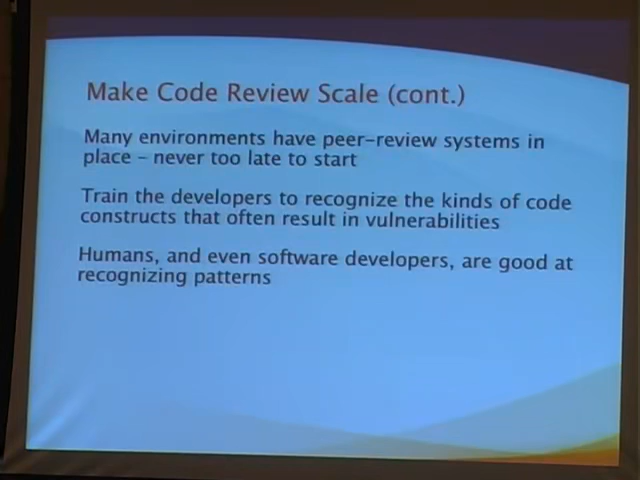 Make Code Review Scale (cont.)
Many environments have peer-review systems in
place – never too late to start
Train the developers to recognize the kinds of code
constructs that often result in vulnerabilities
Humans, and even software developers, are good at
recognizing patterns